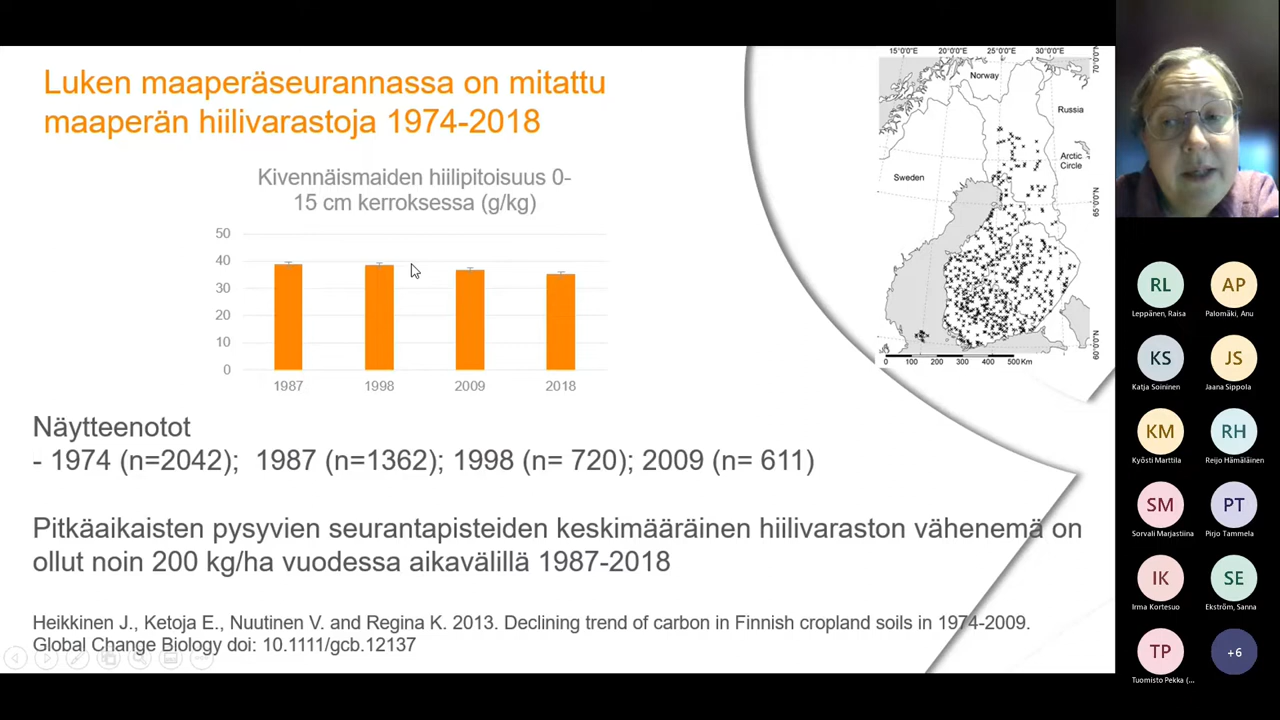 Luken maaperäseurannassa on mitattu
maaperän hiilivarastoja 1974-2018
Kivennäismaiden hiilipitoisuus 0-
15 cm kerroksessa (g/kg)
50
40
30
20
10
0
1987 1998 2009 2018
15°0'0"E 20°0'0"E 25°0'0"E 30°0'0"E
Norway
Russia
Arctic
Circle
Sweden
65°0'0"N
60°0'0"N
0 100 200 300 400 500 Km
Näytteenotot
- 1974 (n=2042); 1987 (n=1362); 1998 (n= 720); 2009 (n= 611)
Pitkäaikaisten pysyvien seurantapisteiden keskimääräinen hiilivaraston vähenemä on
ollut noin 200 kg/ha vuodessa aikavälillä 1987-2018
Heikkinen J., Ketoja E., Nuutinen V. and Regina K. 2013. Declining trend of carbon in Finnish cropland soils in 1974-2009.
Global Change Biology doi: 10.1111/gcb.12137
RL AP
Leppänen, Raisa Palomäki, Anu
KS JS
Katja Soininen Jaana Sippola
KM RH
Kyösti Marttila Reijo Hämäläinen
SM PT
Sorvali Marjastiina Pirjo Tammela
IK SE
Irma Kortesuo Ekström, Sanna
TP +6
Tuomisto Pekka (...